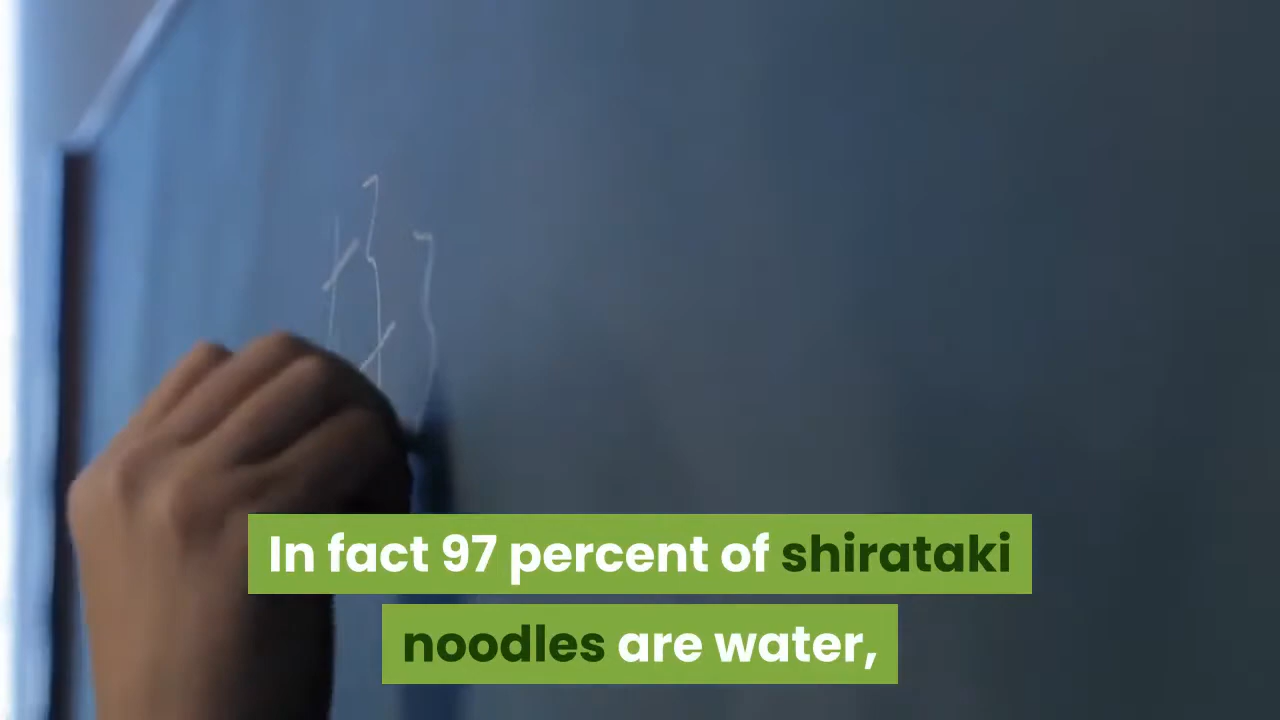 In fact 97 percent of shirataki
noodles are water,